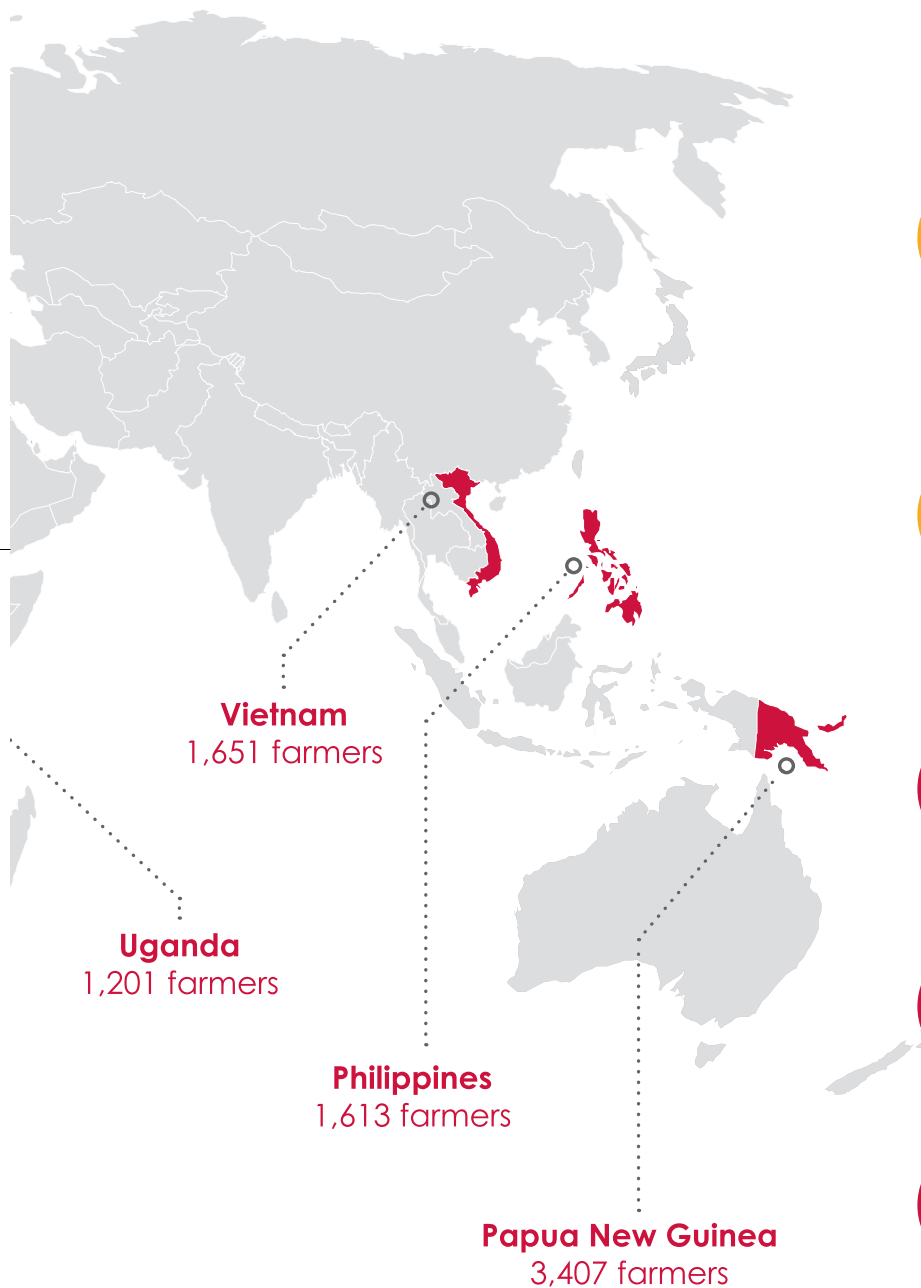 Vietnam
1,651 farmers
Uganda
1,201 farmers
Philippines
1,613 farmers
Papua New Guinea
3,407 farmers